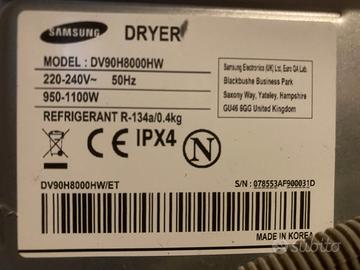 SAMSUNG DRYER
MODEL : DV90H8000HW
220-240V~ 50Hz
950-1100W
REFRIGERANT R-134a/0.4kg
Samsung Electronics (UK) Ltd, Euro QA Lab.
Blackbushe Business Park
Saxony Way, Yateley, Hampshire
GU46 6GG United Kingdom
CE IPX4 N
DV90H8000HW/ET
S/N : 078553AF900031D
MADE IN KOREA
subito